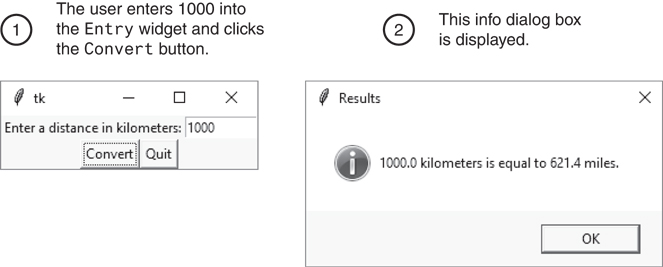 1
The user enters 1000 into
the Entry widget and clicks
the Convert button.
2
This info dialog box
is displayed.
tk
Enter a distance in kilometers: 1000
Convert Quit
Results
i
1000.0 kilometers is equal to 621.4 miles.
OK